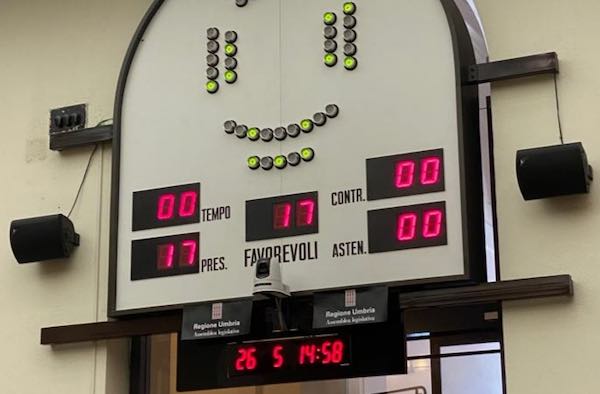 00 TEMPO
17 PRES.
17
FAVOREVOLI
CONTR. 00
ASTEN. 00
Regione Umbria
Assemblea legislativa
Regione Umbria
Assemblea legislativa
26 5 14:58